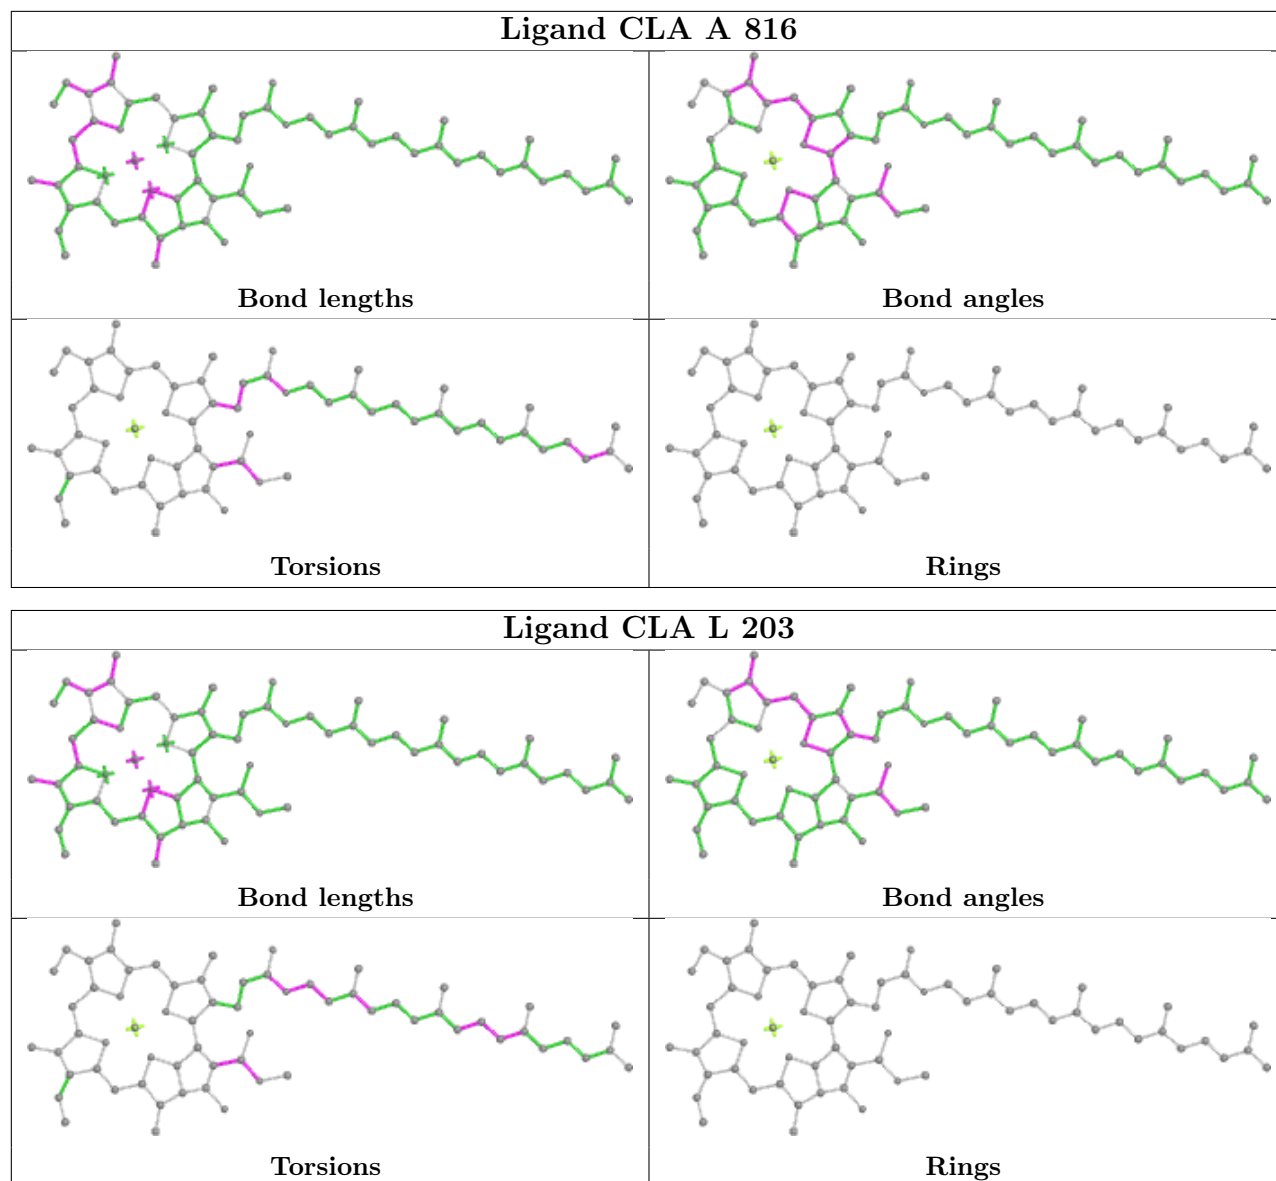 Ligand CLA A 816
Bond lengths
Bond angles
Torsions
Rings
Ligand CLA L 203
Bond lengths
Bond angles
Torsions
Rings